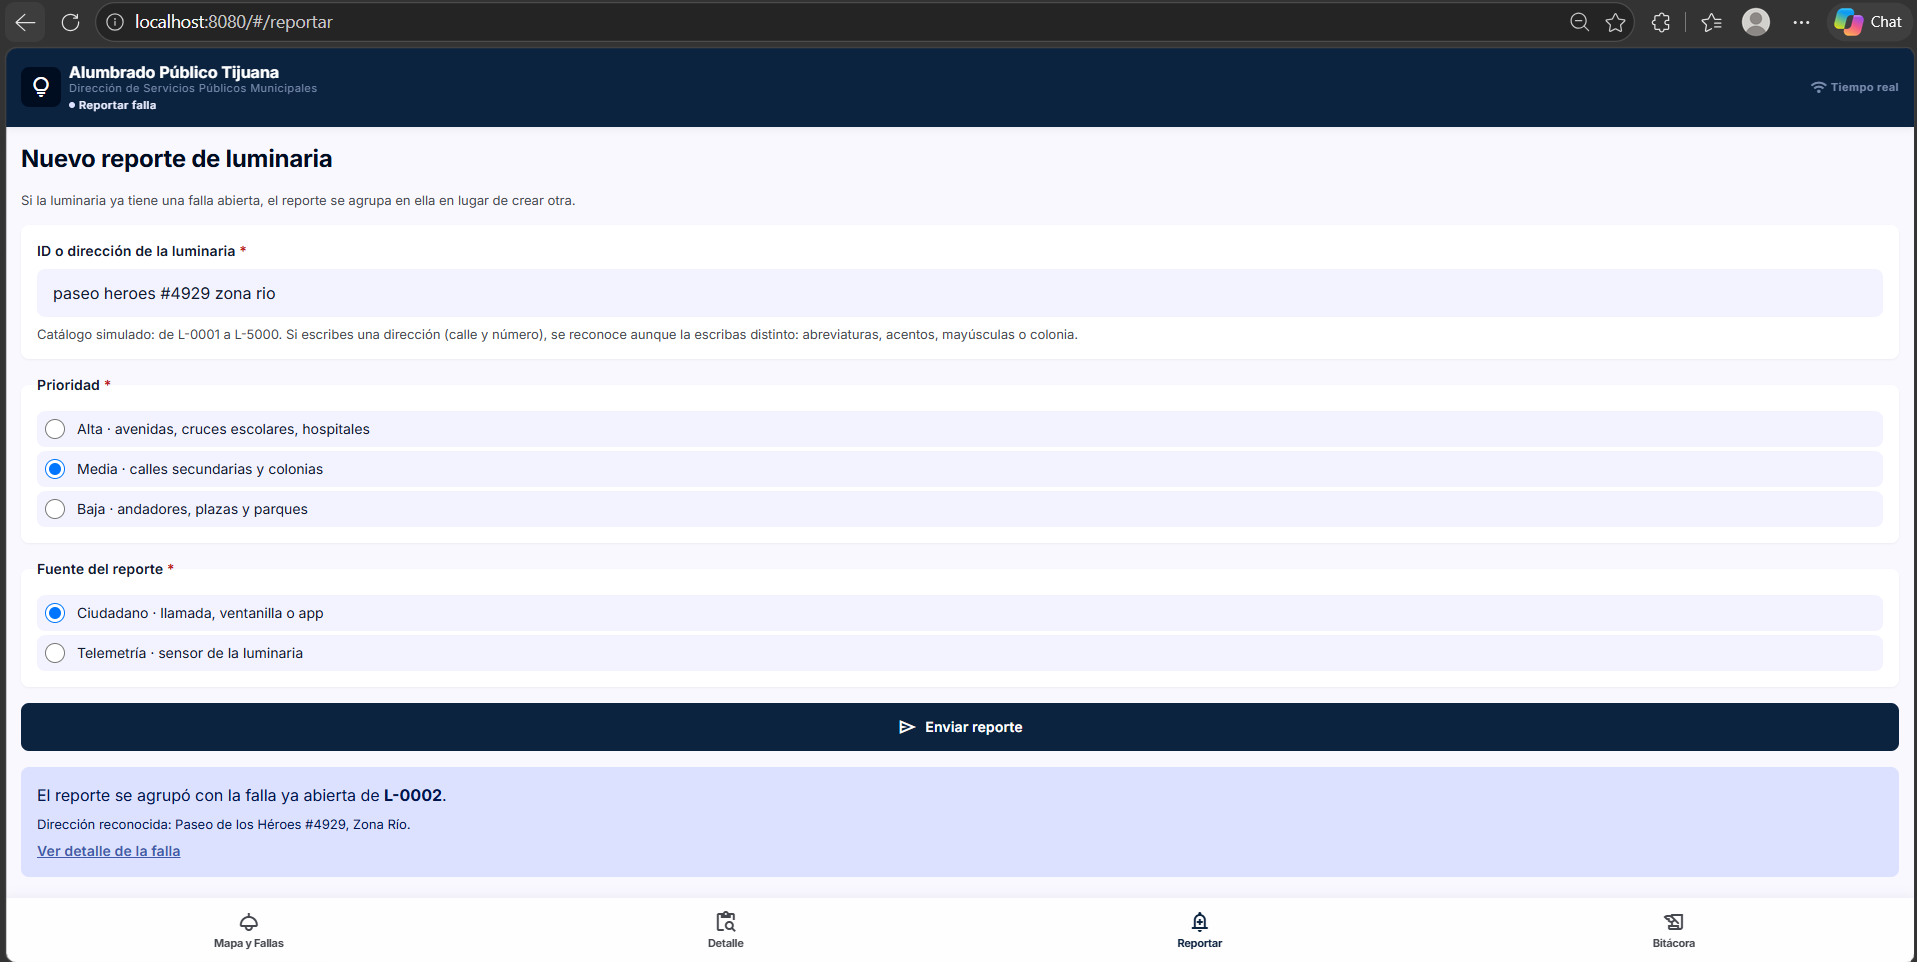 localhost:8080/#/reportar
Chat
Alumbrado Público Tijuana
Dirección de Servicios Públicos Municipales
Reportar falla
Tiempo real
Nuevo reporte de luminaria
Si la luminaria ya tiene una falla abierta, el reporte se agrupa en ella en lugar de crear otra.
ID o dirección de la luminaria *
paseo heroes #4929 zona rio
Catálogo simulado: de L-0001 a L-5000. Si escribes una dirección (calle y número), se reconoce aunque la escribas distinto: abreviaturas, acentos, mayúsculas o colonia.
Prioridad *
Alta · avenidas, cruces escolares, hospitales
Media · calles secundarias y colonias
Baja · andadores, plazas y parques
Fuente del reporte *
Ciudadano · llamada, ventanilla o app
Telemetría · sensor de la luminaria
Enviar reporte
El reporte se agrupó con la falla ya abierta de L-0002.
Dirección reconocida: Paseo de los Héroes #4929, Zona Río.
Ver detalle de la falla
Mapa y Fallas
Detalle
Reportar
Bitácora